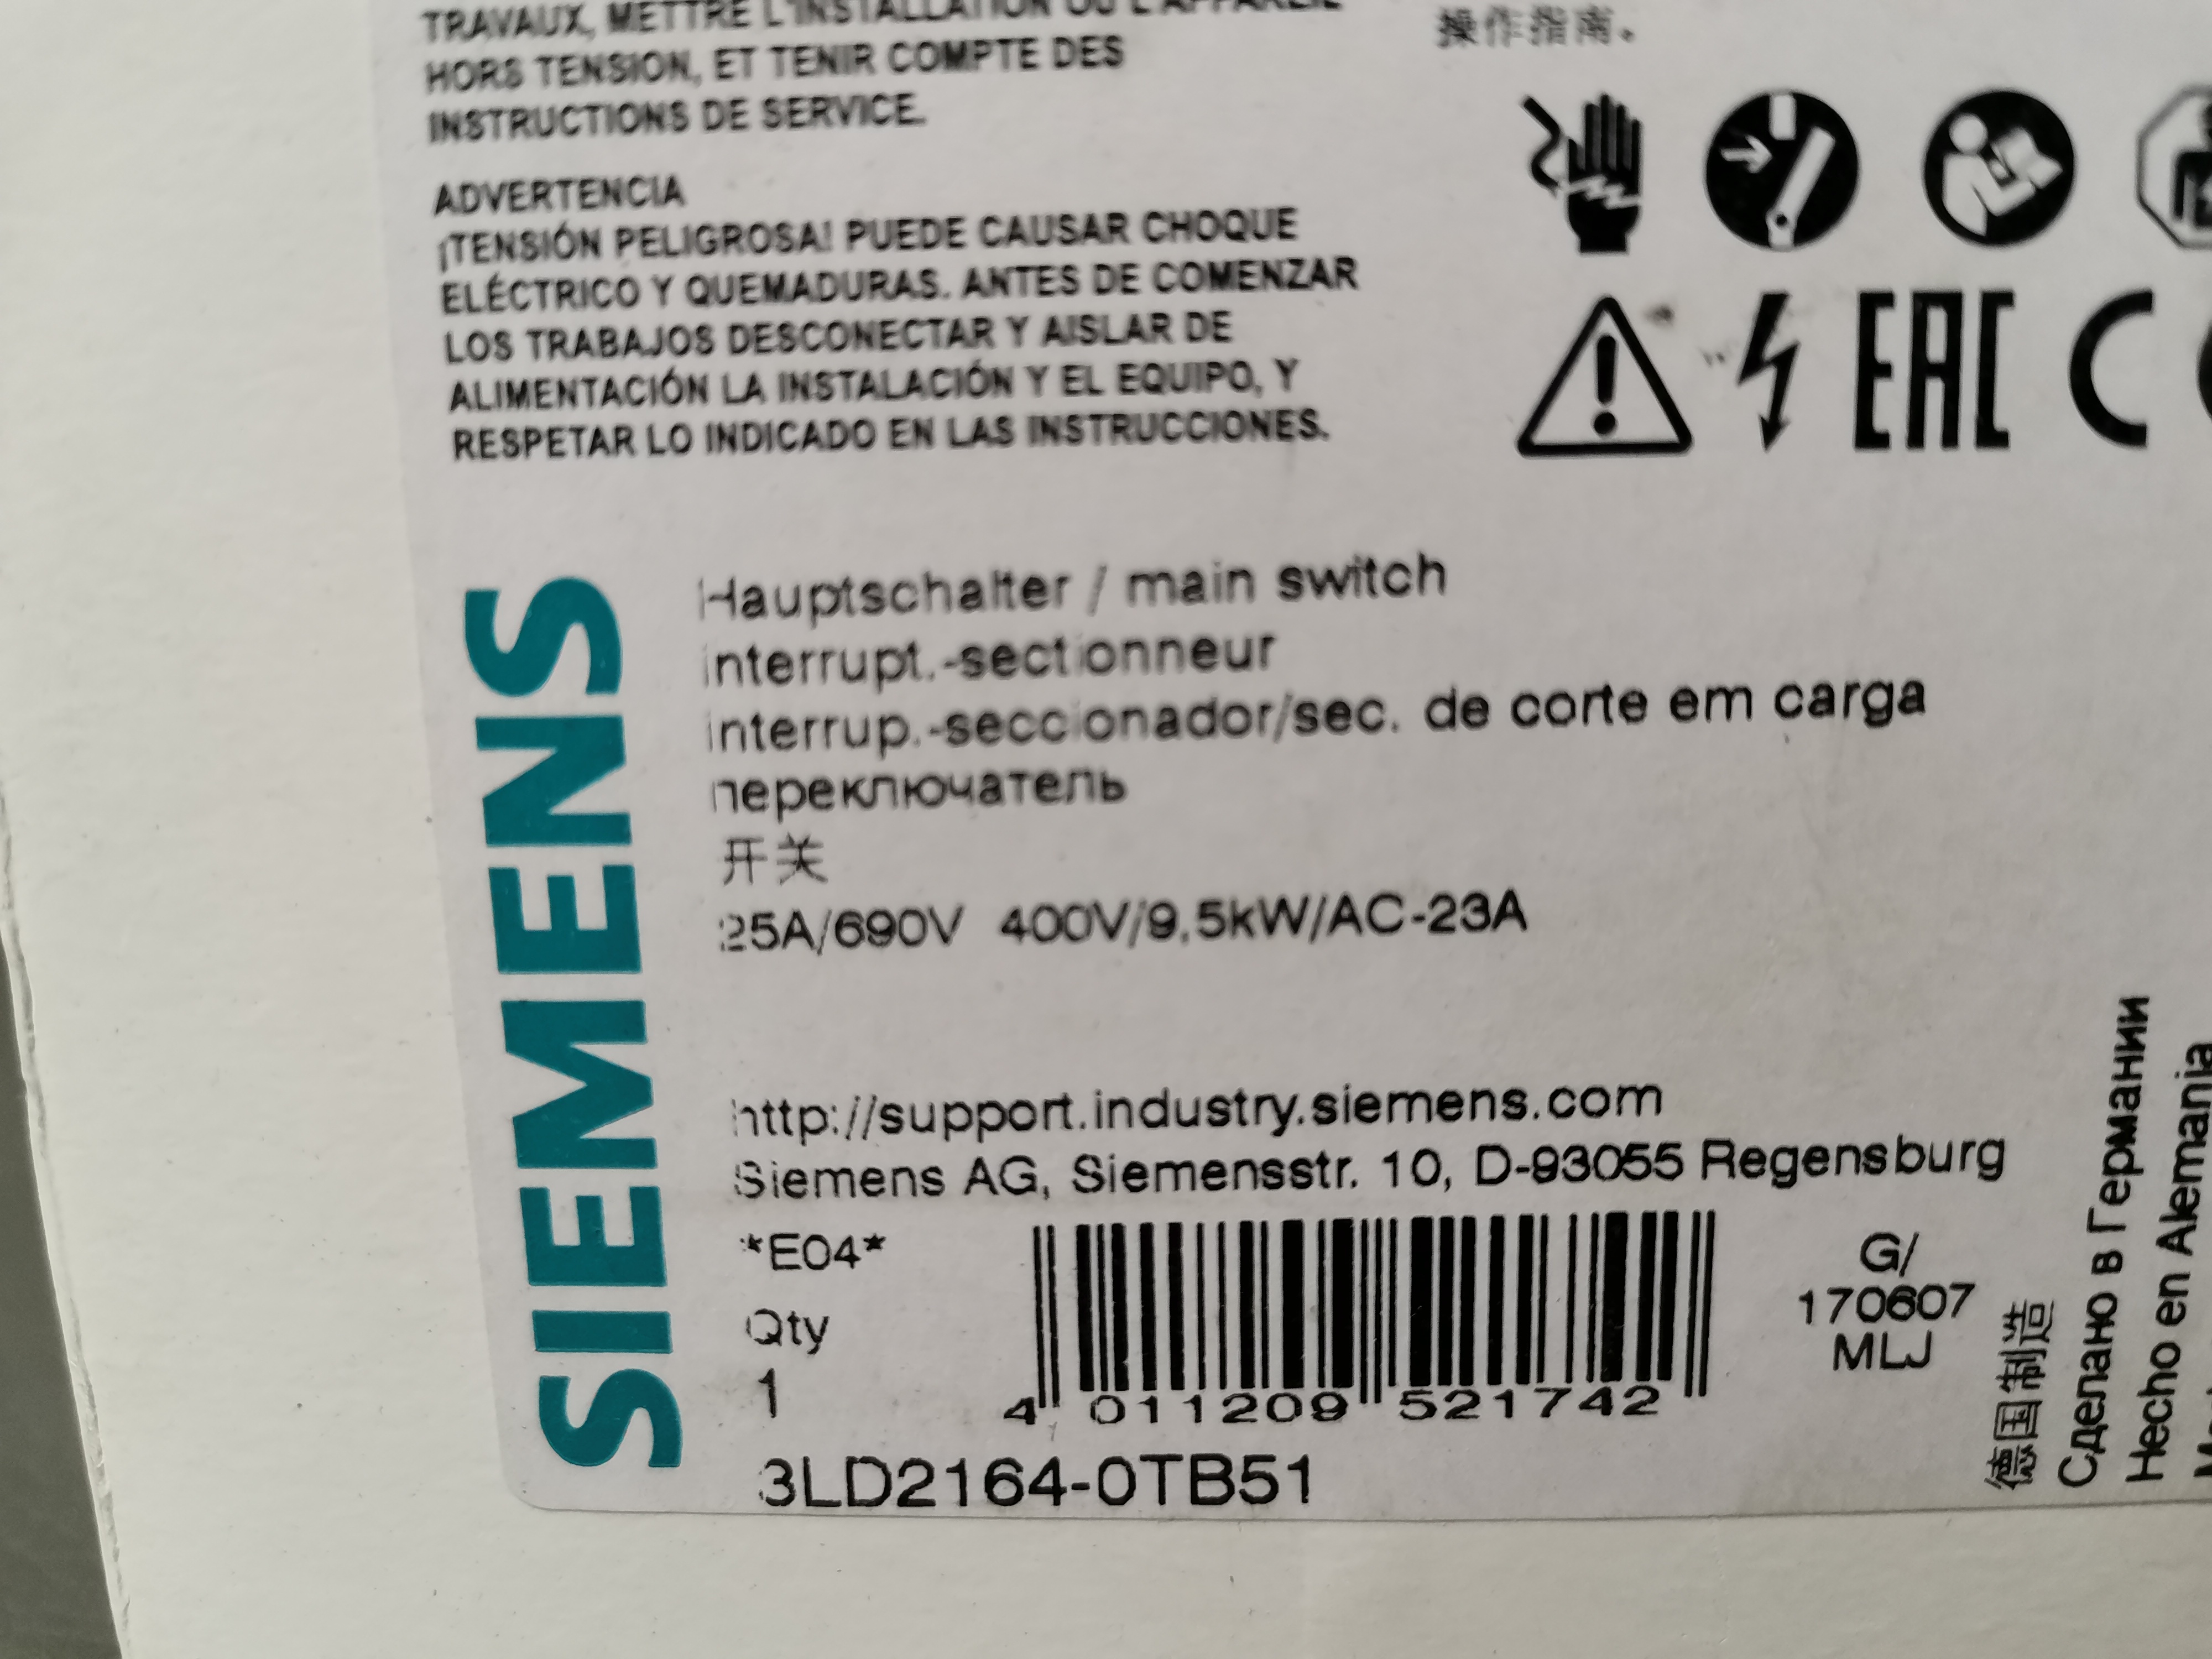 TRAVAUX, METTRE L'INSTALLATION OU L'APPAREIL
HORS TENSION, ET TENIR COMPTE DES
INSTRUCTIONS DE SERVICE.
ADVERTENCIA
¡TENSIÓN PELIGROSA! PUEDE CAUSAR CHOQUE
ELÉCTRICO Y QUEMADURAS. ANTES DE COMENZAR
LOS TRABAJOS DESCONECTAR Y AISLAR DE
ALIMENTACIÓN LA INSTALACIÓN Y EL EQUIPO, Y
RESPETAR LO INDICADO EN LAS INSTRUCCIONES.
操作指南。
EAC C
SIEMENS
Hauptschalter / main switch
interrupt.-sectionneur
interrup.-seccionador/sec. de corte em carga
переключатель
开关
25A/690V 400V/9,5kW/AC-23A
http://support.industry.siemens.com
Siemens AG, Siemensstr. 10, D-93055 Regensburg
*E04*
Qty
1
4 011209 521742
3LD2164-0TB51
G/
170607
MLJ
德国制造
Сделано в Германии
Hecho en Alemania